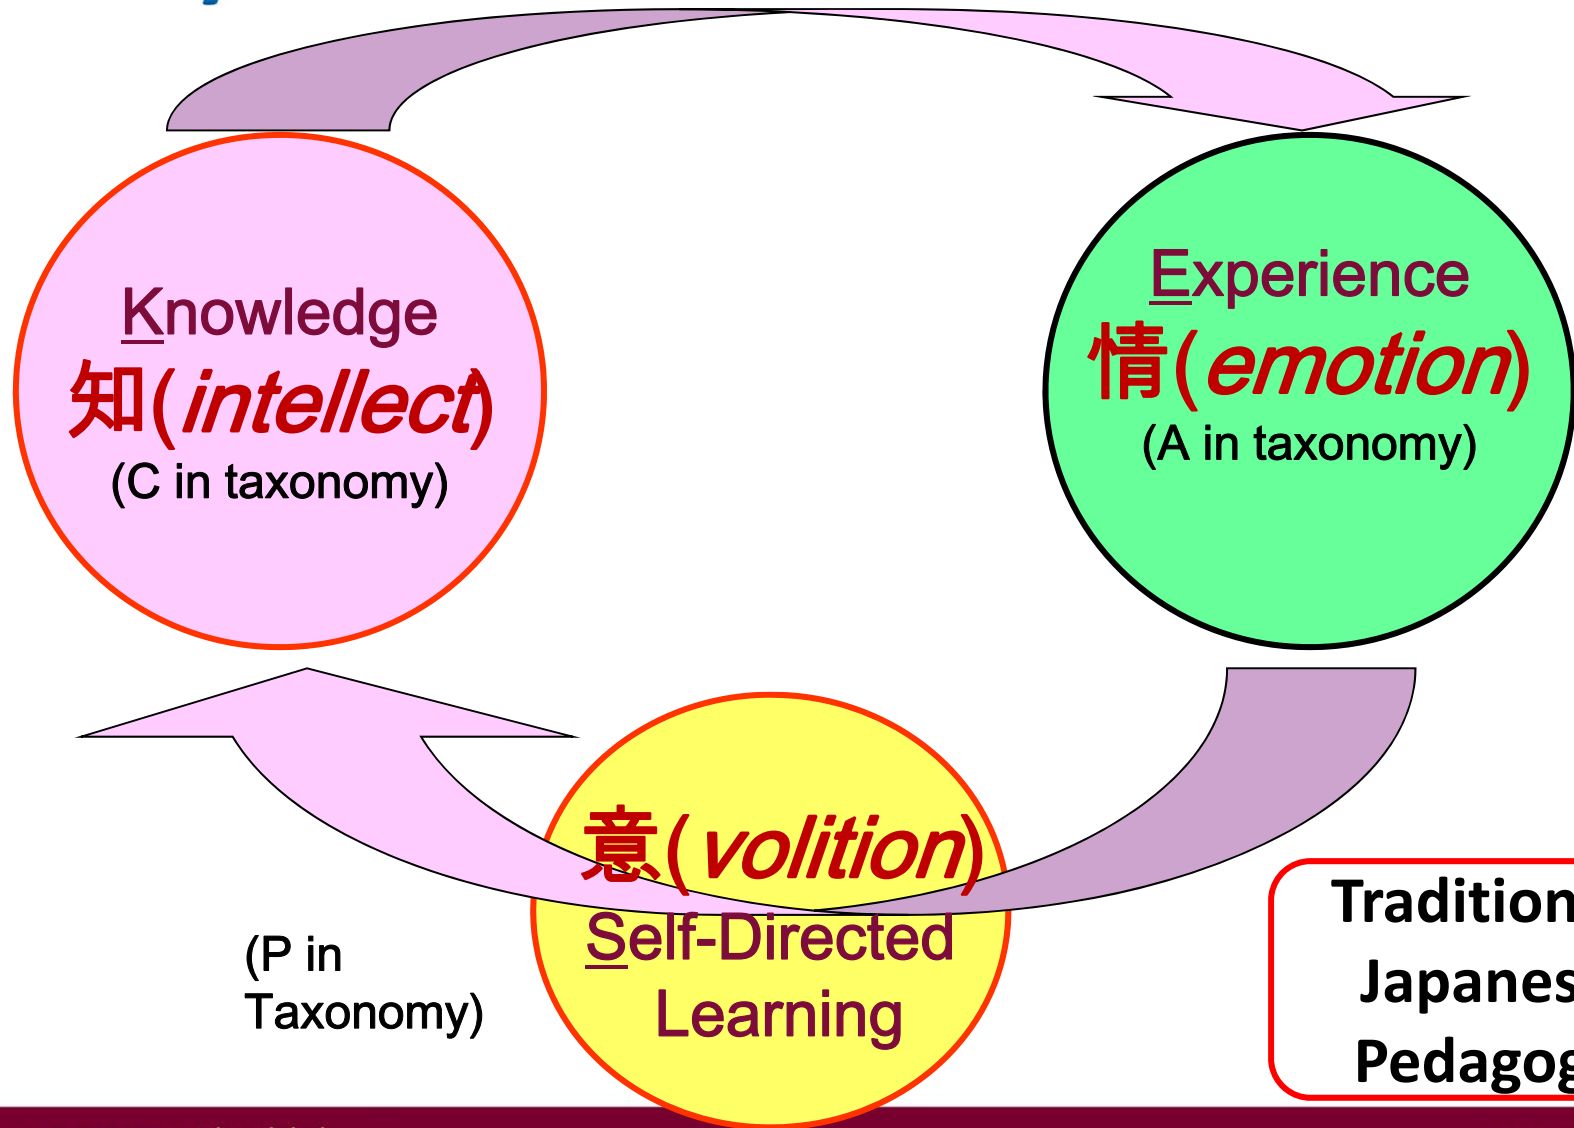 Knowledge
知(intellect)
(C in taxonomy)
Experience
情(emotion)
(A in taxonomy)
意(volition)
Self-Directed
Learning
(P in
Taxonomy)
Tradition
Japanes
Pedagog